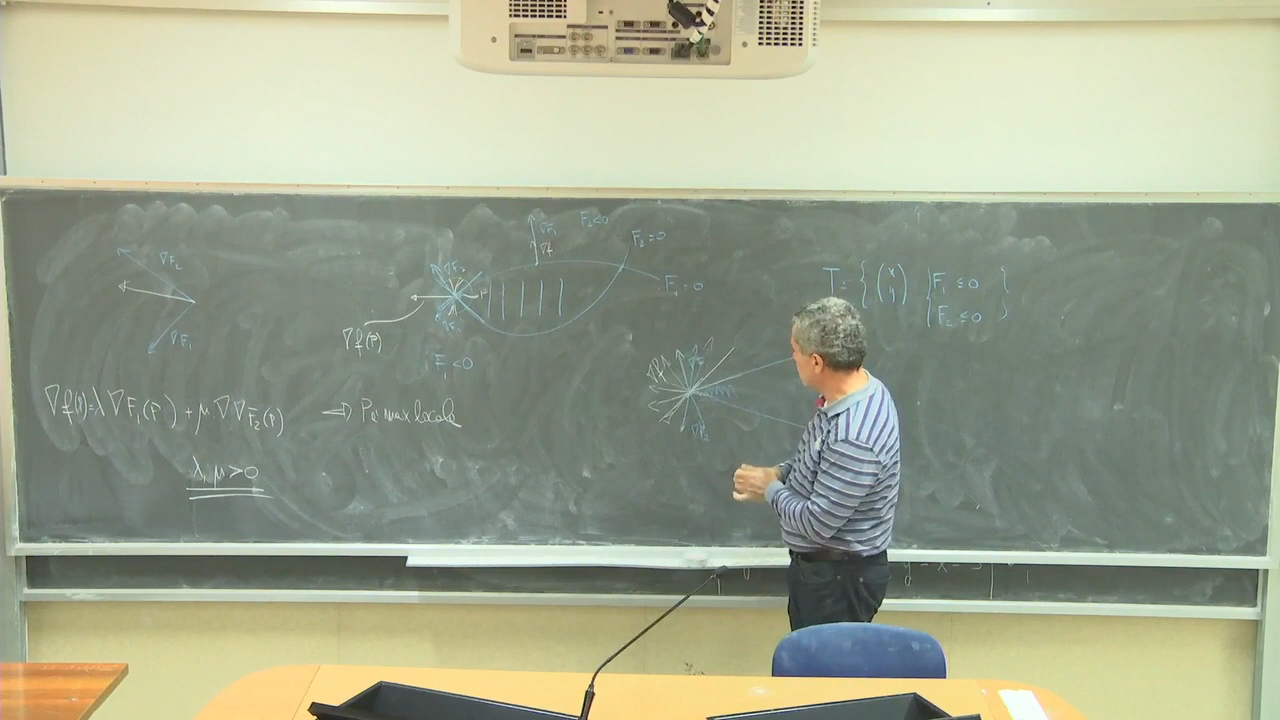 ∇F₂
∇F₁
∇F₁
∇f
F₂<0
F₂=0
F₁=0
P
∇f(P)
F₁<0
T = { (x y) | F₁ ≤ 0
F₂ ≤ 0 }
∇F₂
∇f(P)=λ∇F₁(P) + μ∇∇F₂(P) ⇒ P è max locale
λ, μ > 0